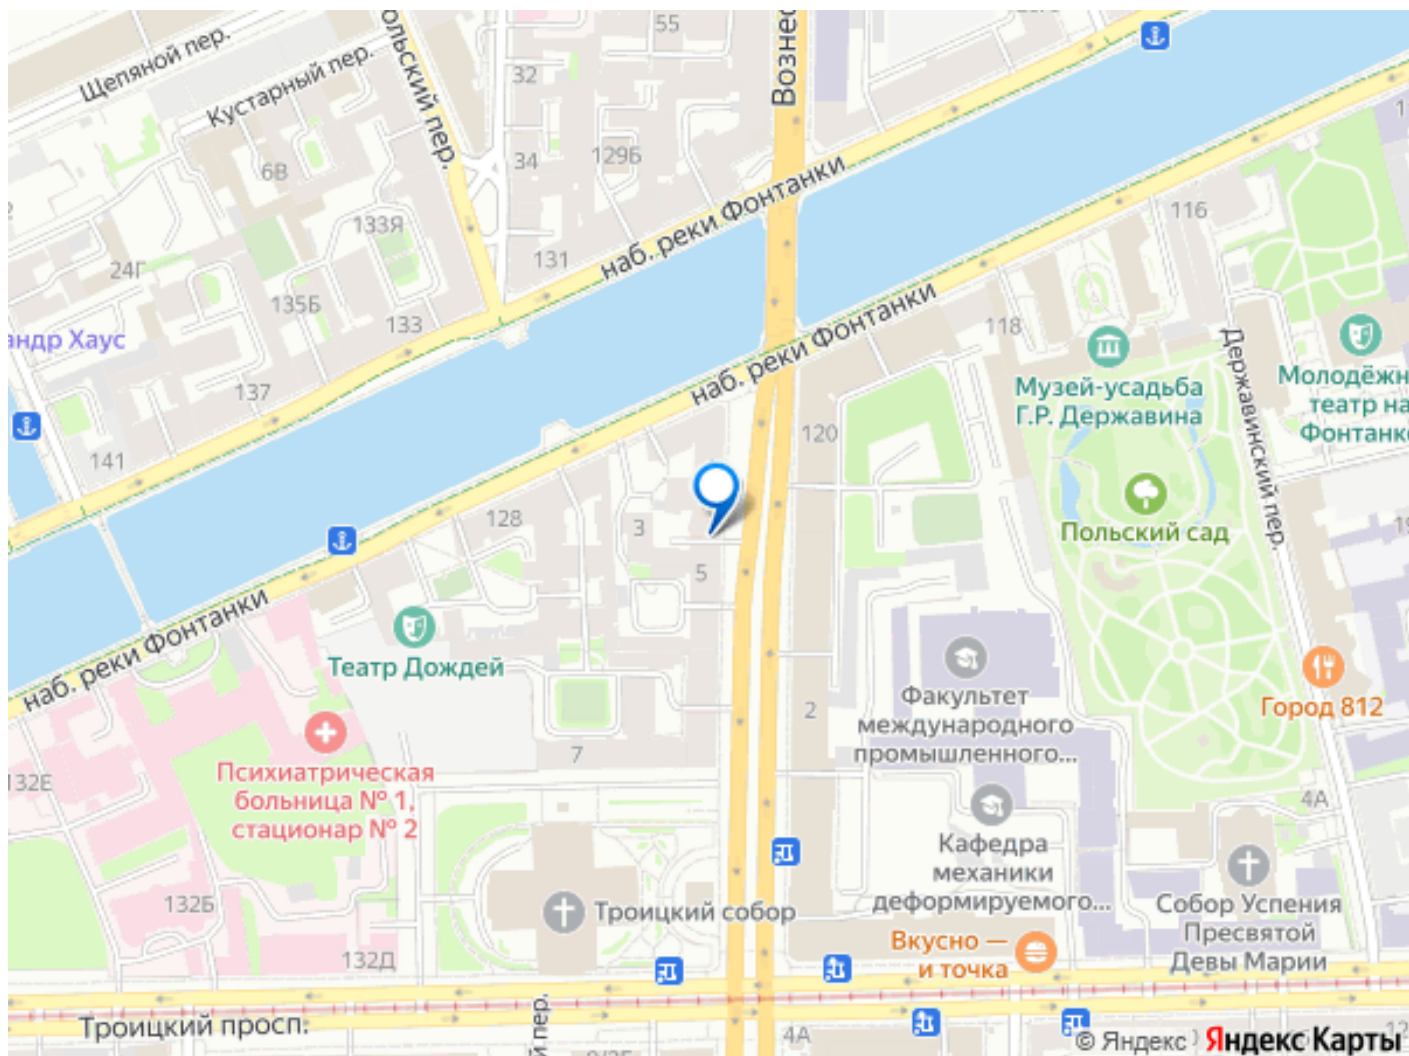 55
Щепяной пер.
ольский пер.
Вознес
32
Кустарный пер.
34
129Б
6В
133Я
наб. реки Фонтанки
116
131
24Г
135Б
133
118
андр Хаус
наб. реки Фонтанки
Державинский пер.
137
Музей-усадьба
Г.Р. Державина
Молодёжн
театр на
Фонтанк
120
141
128
3
5
Польский сад
наб. реки Фонтанки
Театр Дождей
Факультет
международного
промышленного...
2
Город 812
7
Психиатрическая
больница № 1,
стационар № 2
132Е
4А
Кафедра
механики
деформируемого...
132Б
Троицкий собор
Собор Успения
Пресвятой
Девы Марии
Вкусно —
и точка
132Д
Троицкий просп.
й пер.
4А
© Яндекс
Яндекс Карты